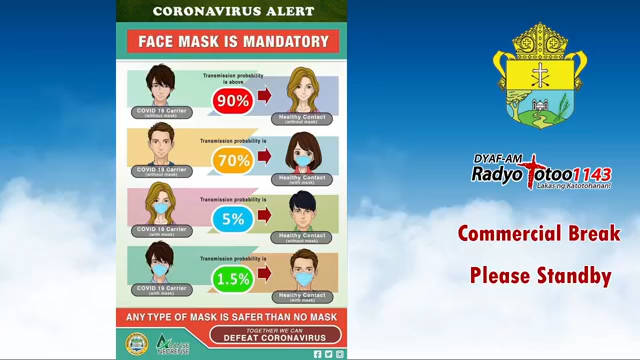 CORONAVIRUS ALERT
FACE MASK IS MANDATORY
Transmission probability
is above
90%
COVID 19 Carrier
(without mask)
Healthy Contact
(without mask)
Transmission probability is
70%
COVID 19 Carrier
(without mask)
Healthy Contact
(with mask)
Transmission probability is
5%
COVID 19 Carrier
(with mask)
Healthy Contact
(without mask)
Transmission probability is
1.5%
COVID 19 Carrier
(with mask)
Healthy Contact
(with mask)
ANY TYPE OF MASK IS SAFER THAN NO MASK
NEGRENSE
TOGETHER WE CAN
DEFEAT CORONAVIRUS
DYAF-AM
Radyo Totoo 1143
Lakas ng Katotohanan!
Commercial Break
Please Standby